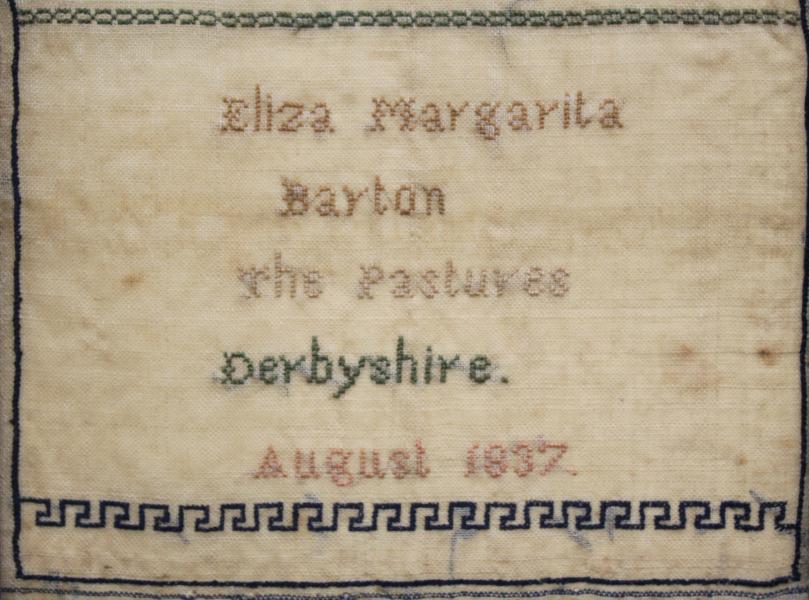 Eliza Margarita
Barton
The Pastures
Derbyshire.
August 1837.